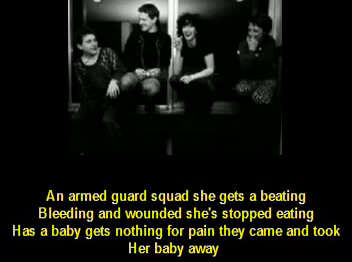 An armed guard squad she gets a beating
Bleeding and wounded she's stopped eating
Has a baby gets nothing for pain they came and took
Her baby away